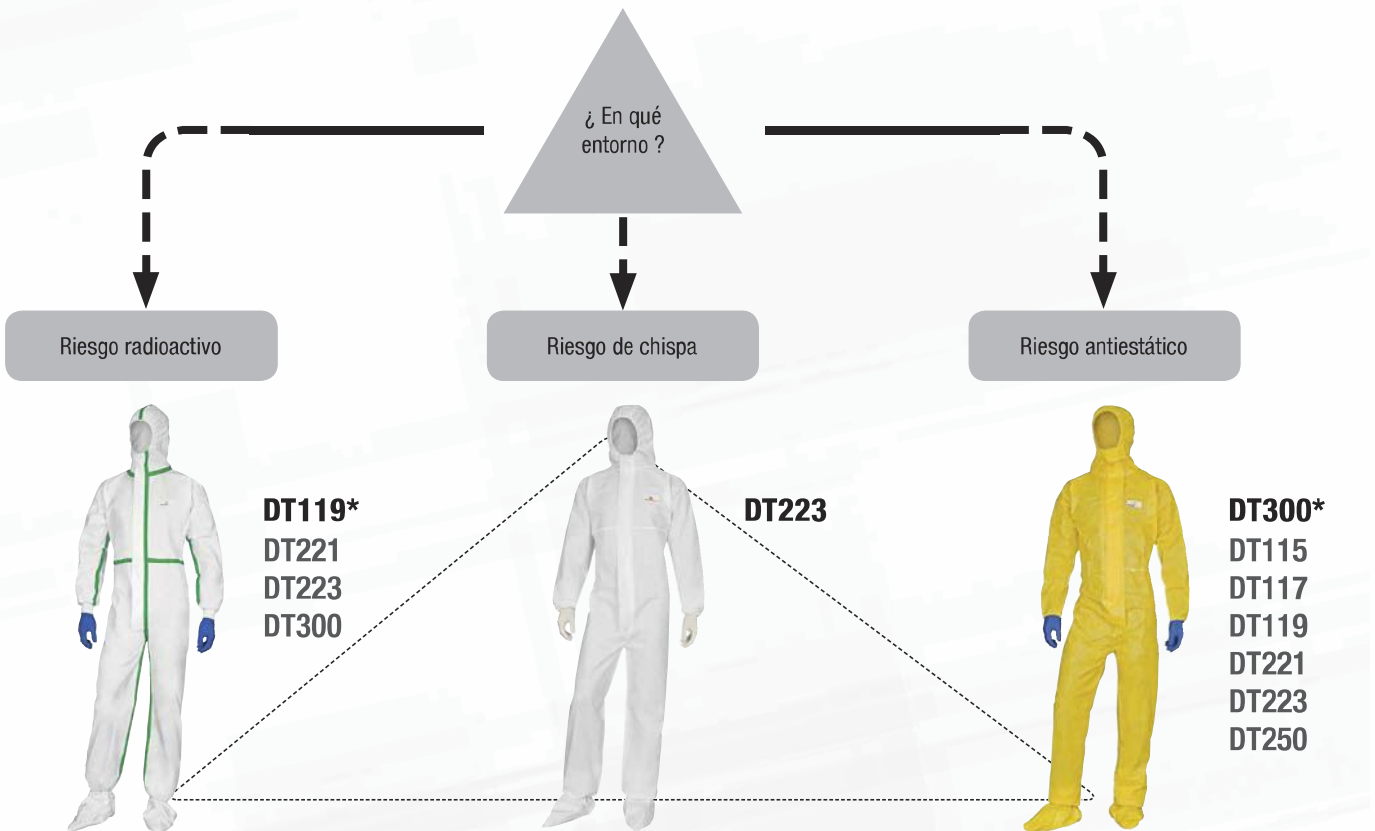 ¿ En qué
entorno ?
Riesgo radioactivo
Riesgo de chispa
Riesgo antiestático
DT119*
DT221
DT223
DT300
DT223
DT300*
DT115
DT117
DT119
DT221
DT223
DT250